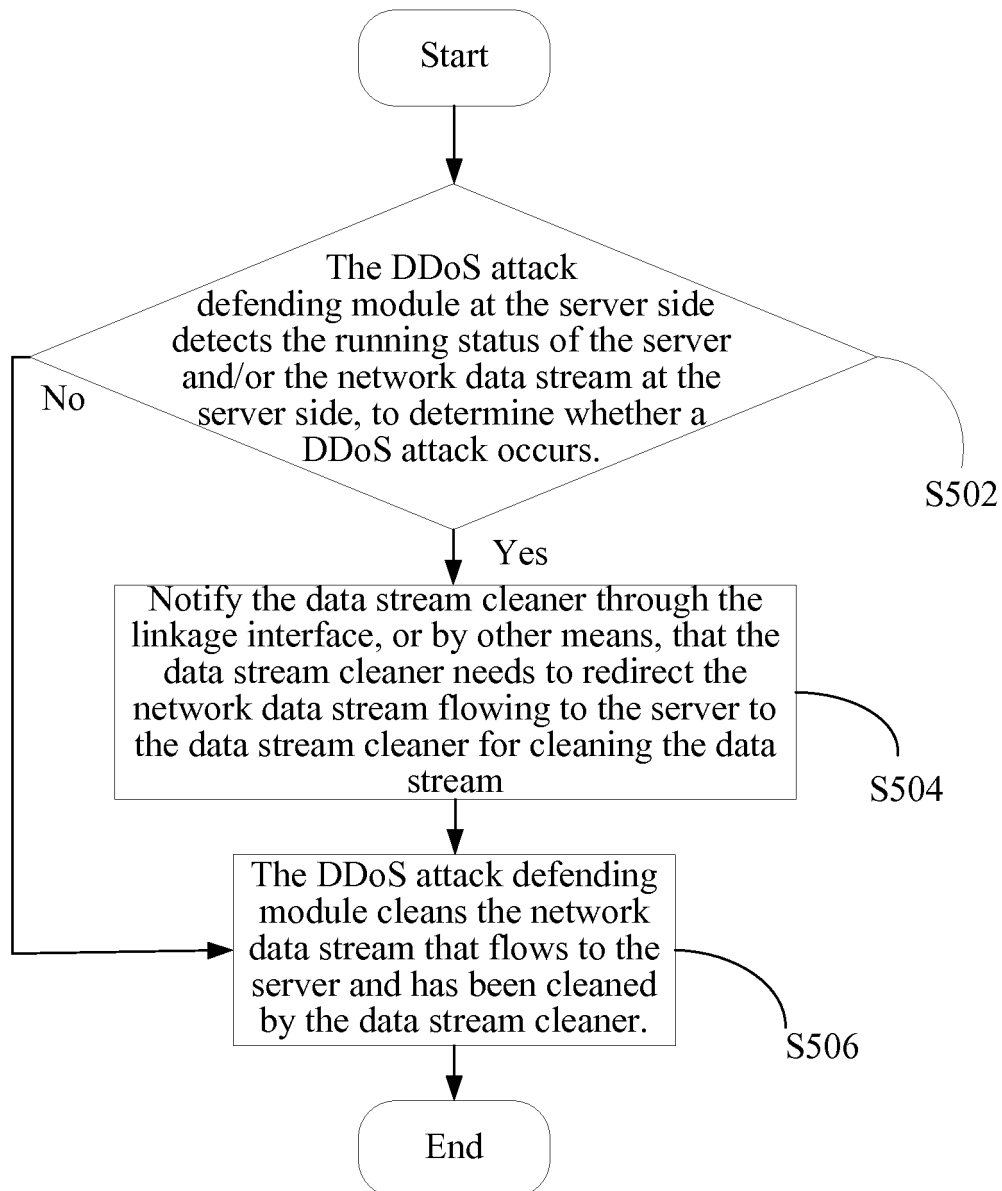 Start
The DDoS attack
defending module at the server side
detects the running status of the server
and/or the network data stream at the
server side, to determine whether a
DDoS attack occurs.
No
S502
Yes
Notify the data stream cleaner through the
linkage interface, or by other means, that the
data stream cleaner needs to redirect the
network data stream flowing to the server to
the data stream cleaner for cleaning the data
stream
S504
The DDoS attack defending
module cleans the network
data stream that flows to the
server and has been cleaned
by the data stream cleaner.
S506
End